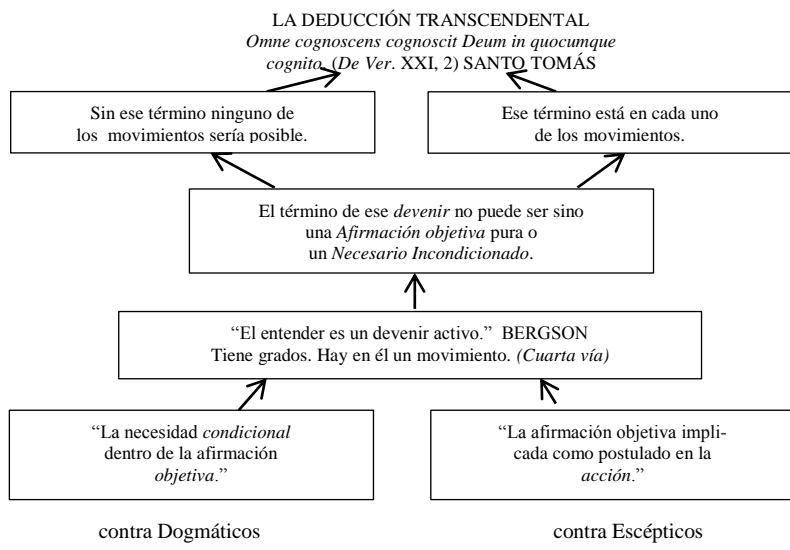 LA DEDUCCIÓN TRANSCENDENTAL
Omne cognoscens cognoscit Deum in quocumque
cognito. (De Ver. XXI, 2) SANTO TOMÁS
Sin ese término ninguno de
los movimientos sería posible.
Ese término está en cada uno
de los movimientos.
El término de ese devenir no puede ser sino
una Afirmación objetiva pura o
un Necesario Incondicionado.
“El entender es un devenir activo.” BERGSON
Tiene grados. Hay en él un movimiento. (Cuarta vía)
“La necesidad condicional
dentro de la afirmación
objetiva.”
“La afirmación objetiva impli-
cada como postulado en la
acción.”
contra Dogmáticos
contra Escépticos